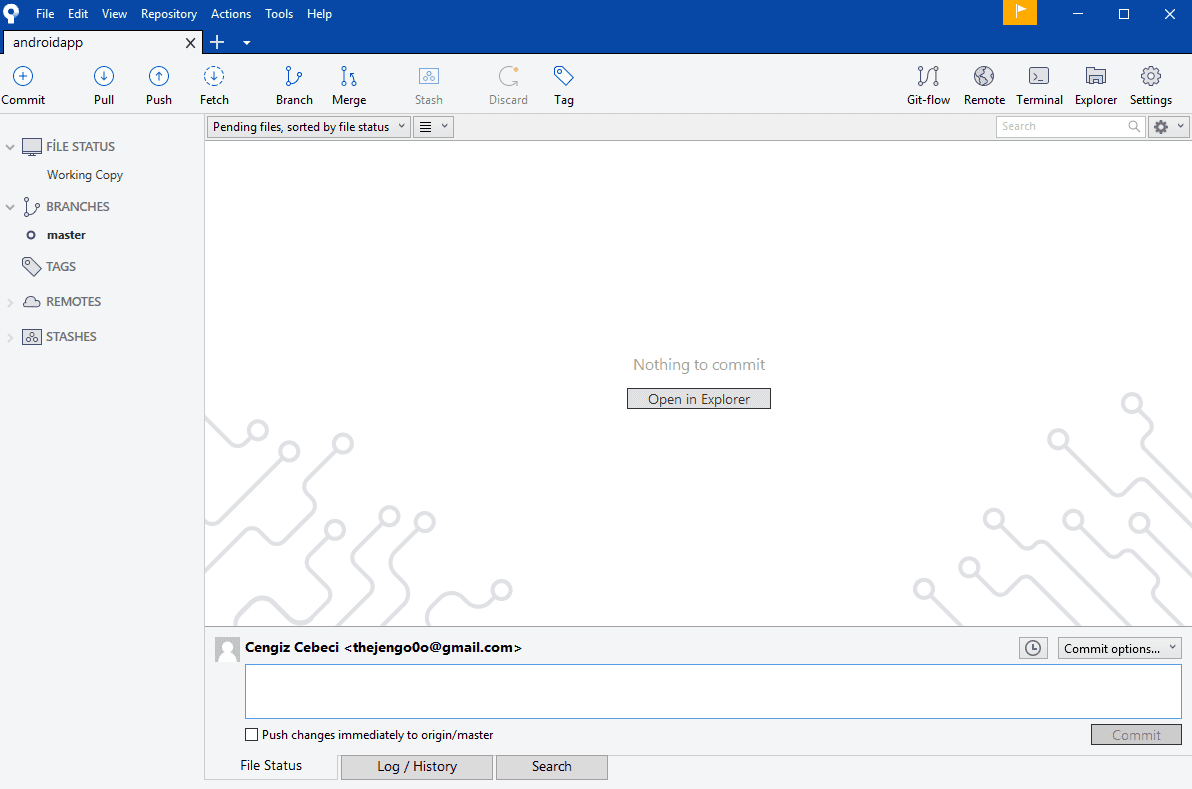 File Edit View Repository Actions Tools Help
androidapp
Commit Pull Push Fetch Branch Merge Stash Discard Tag Git-flow Remote Terminal Explorer Settings
Pending files, sorted by file status
Search
FİLE STATUS
Working Copy
BRANCHES
master
TAGS
REMOTES
STASHES
Nothing to commit
Open in Explorer
Cengiz Cebeci <thejengo0o@gmail.com>
Commit options...
Push changes immediately to origin/master
Commit
File Status
Log / History
Search